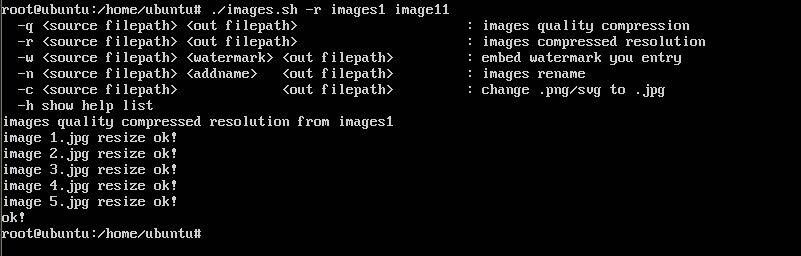 root@ubuntu:/home/ubuntu# ./images.sh -r images1 image11
-q <source filepath> <out filepath> : images quality compression
-r <source filepath> <out filepath> : images compressed resolution
-w <source filepath> <watermark> <out filepath> : embed watermark you entry
-n <source filepath> <addname> <out filepath> : images rename
-c <source filepath> <out filepath> : change .png/svg to .jpg
-h show help list
images quality compressed resolution from images1
image 1.jpg resize ok!
image 2.jpg resize ok!
image 3.jpg resize ok!
image 4.jpg resize ok!
image 5.jpg resize ok!
ok!
root@ubuntu:/home/ubuntu#